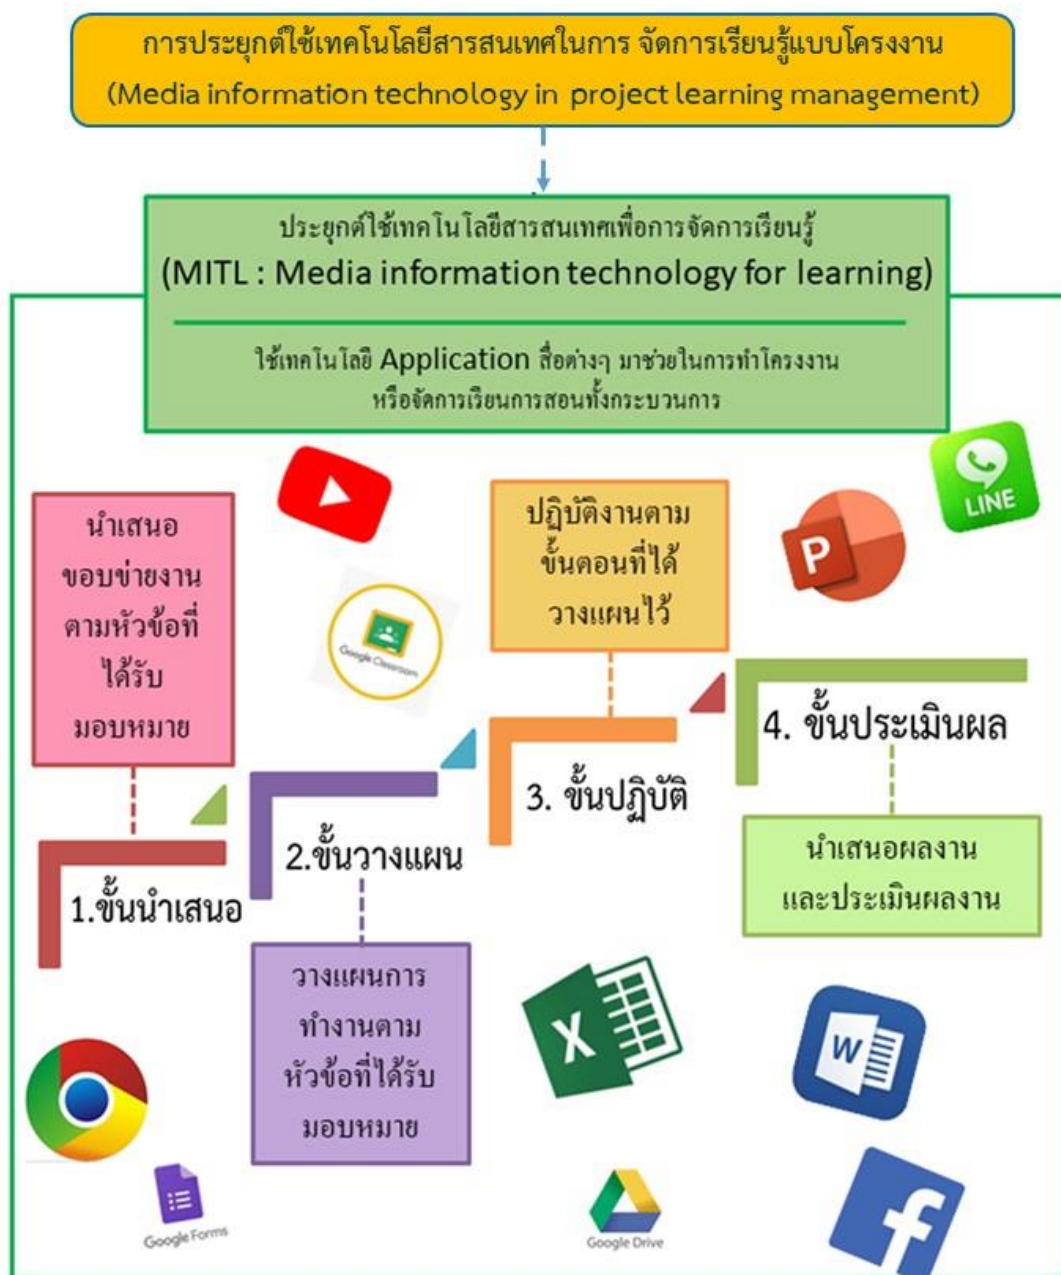 การประยุกต์ใช้เทคโนโลยีสารสนเทศในการ จัดการเรียนรู้แบบโครงงาน
(Media information technology in project learning management)
ประยุกต์ใช้เทคโนโลยีสารสนเทศเพื่อการจัดการเรียนรู้
(MITL : Media information technology for learning)
ใช้เทคโนโลยี Application สื่อต่างๆ มาช่วยในการทำโครงงาน
หรือจัดการเรียนการสอนทั้งกระบวนการ
นำเสนอ
ขอบข่ายงาน
ตามหัวข้อที่
ได้รับ
มอบหมาย
1.ขั้นนำเสนอ
Google Classroom
2.ขั้นวางแผน
วางแผนการ
ทำงานตาม
หัวข้อที่ได้รับ
มอบหมาย
ปฏิบัติงานตาม
ขั้นตอนที่ได้
วางแผนไว้
3. ขั้นปฏิบัติ
P
LINE
4. ขั้นประเมินผล
นำเสนอผลงาน
และประเมินผลงาน
X
W
Google Forms
Google Drive
f